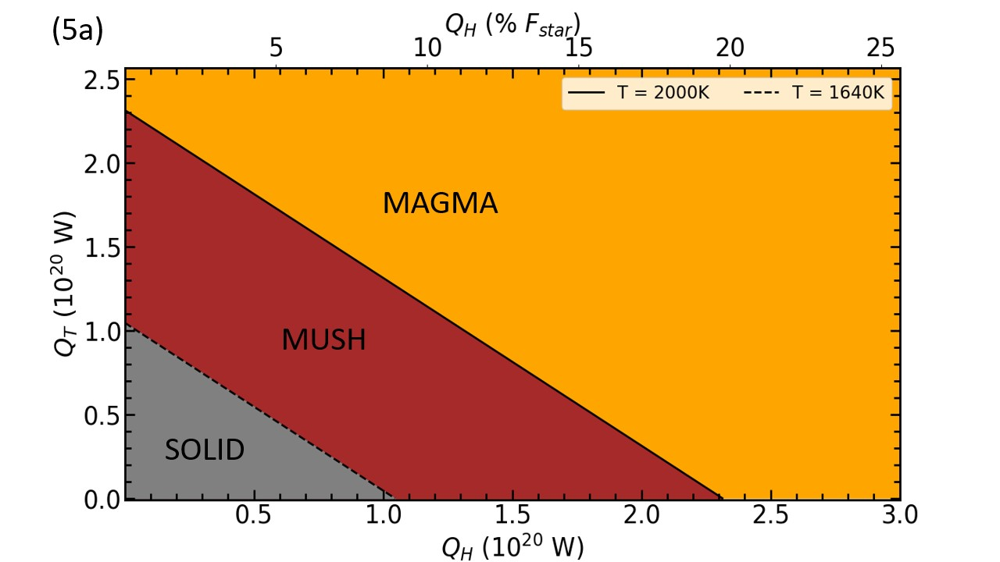 (5a)
Q_H (% F_star)
5 10 15 20 25
2.5
2.0
1.5
1.0
0.5
0.0
Q_T (10^20 W)
T = 2000K T = 1640K
MAGMA
MUSH
SOLID
0.5 1.0 1.5 2.0 2.5 3.0
Q_H (10^20 W)